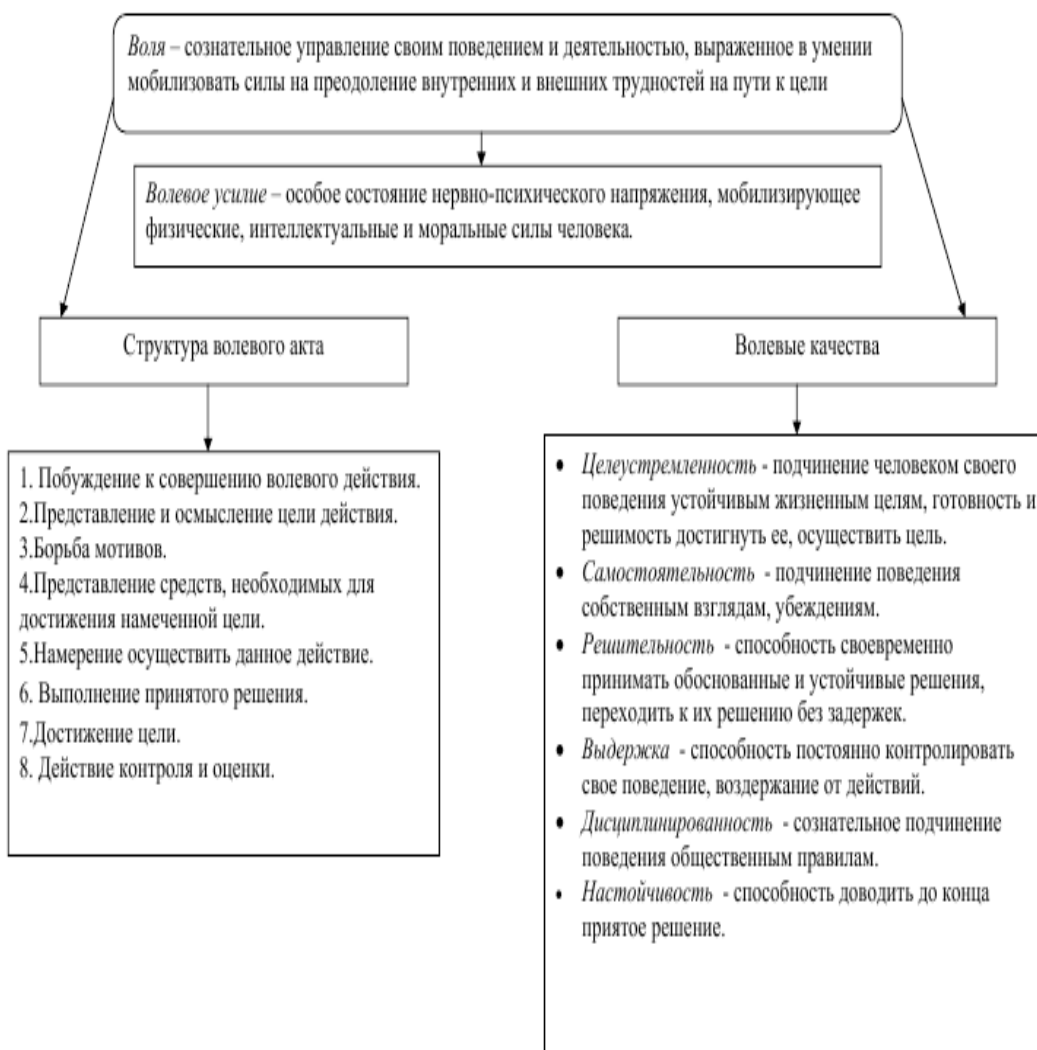 Воля – сознательное управление своим поведением и деятельностью, выраженное в умении
мобилизовать силы на преодоление внутренних и внешних трудностей на пути к цели
Волевое усилие – особое состояние нервно-психического напряжения, мобилизирующее
физические, интеллектуальные и моральные силы человека.
Структура волевого акта
1. Побуждение к совершению волевого действия.
2.Представление и осмысление цели действия.
3.Борьба мотивов.
4.Представление средств, необходимых для
достижения намеченной цели.
5.Намерение осуществить данное действие.
6. Выполнение принятого решения.
7.Достижение цели.
8. Действие контроля и оценки.
Волевые качества
• Целеустремленность - подчинение человеком своего
поведения устойчивым жизненным целям, готовность и
решимость достигнуть ее, осуществить цель.
• Самостоятельность - подчинение поведения
собственным взглядам, убеждениям.
• Решительность - способность своевременно
принимать обоснованные и устойчивые решения,
переходить к их решению без задержек.
• Выдержка - способность постоянно контролировать
свое поведение, воздержание от действий.
• Дисциплинированность - сознательное подчинение
поведения общественным правилам.
• Настойчивость - способность доводить до конца
приятое решение.